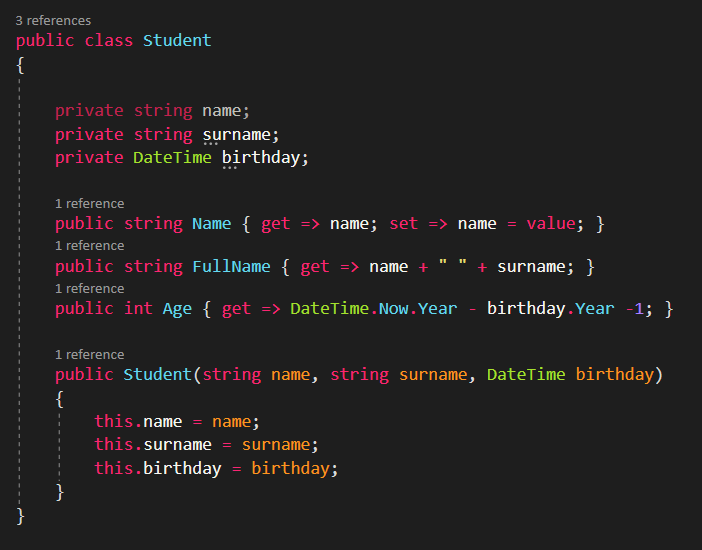 3 references
public class Student
{
private string name;
private string surname;
private DateTime birthday;
1 reference
public string Name { get => name; set => name = value; }
1 reference
public string FullName { get => name + " " + surname; }
1 reference
public int Age { get => DateTime.Now.Year - birthday.Year -1; }
1 reference
public Student(string name, string surname, DateTime birthday)
{
this.name = name;
this.surname = surname;
this.birthday = birthday;
}
}